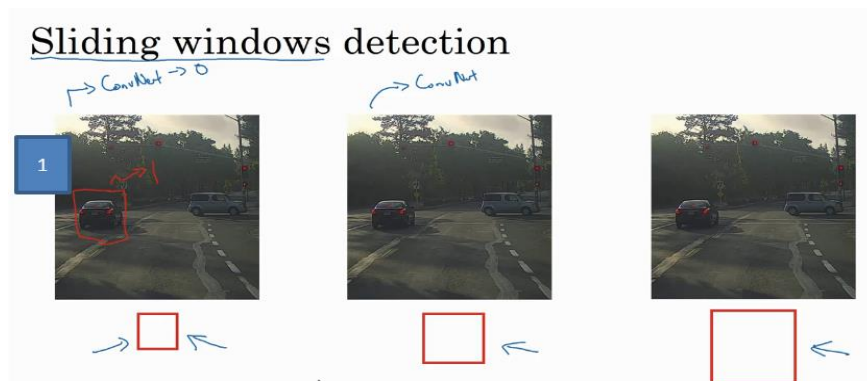 Sliding windows detection
→ ConvNet → 0
→ ConvNet
1
→ 1